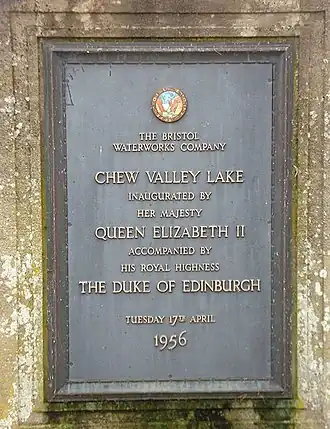 THE BRISTOL
WATERWORKS COMPANY
CHEW VALLEY LAKE
INAUGURATED BY
HER MAJESTY
QUEEN ELIZABETH II
ACCOMPANIED BY
HIS ROYAL HIGHNESS
THE DUKE OF EDINBURGH
TUESDAY 17TH APRIL
1956